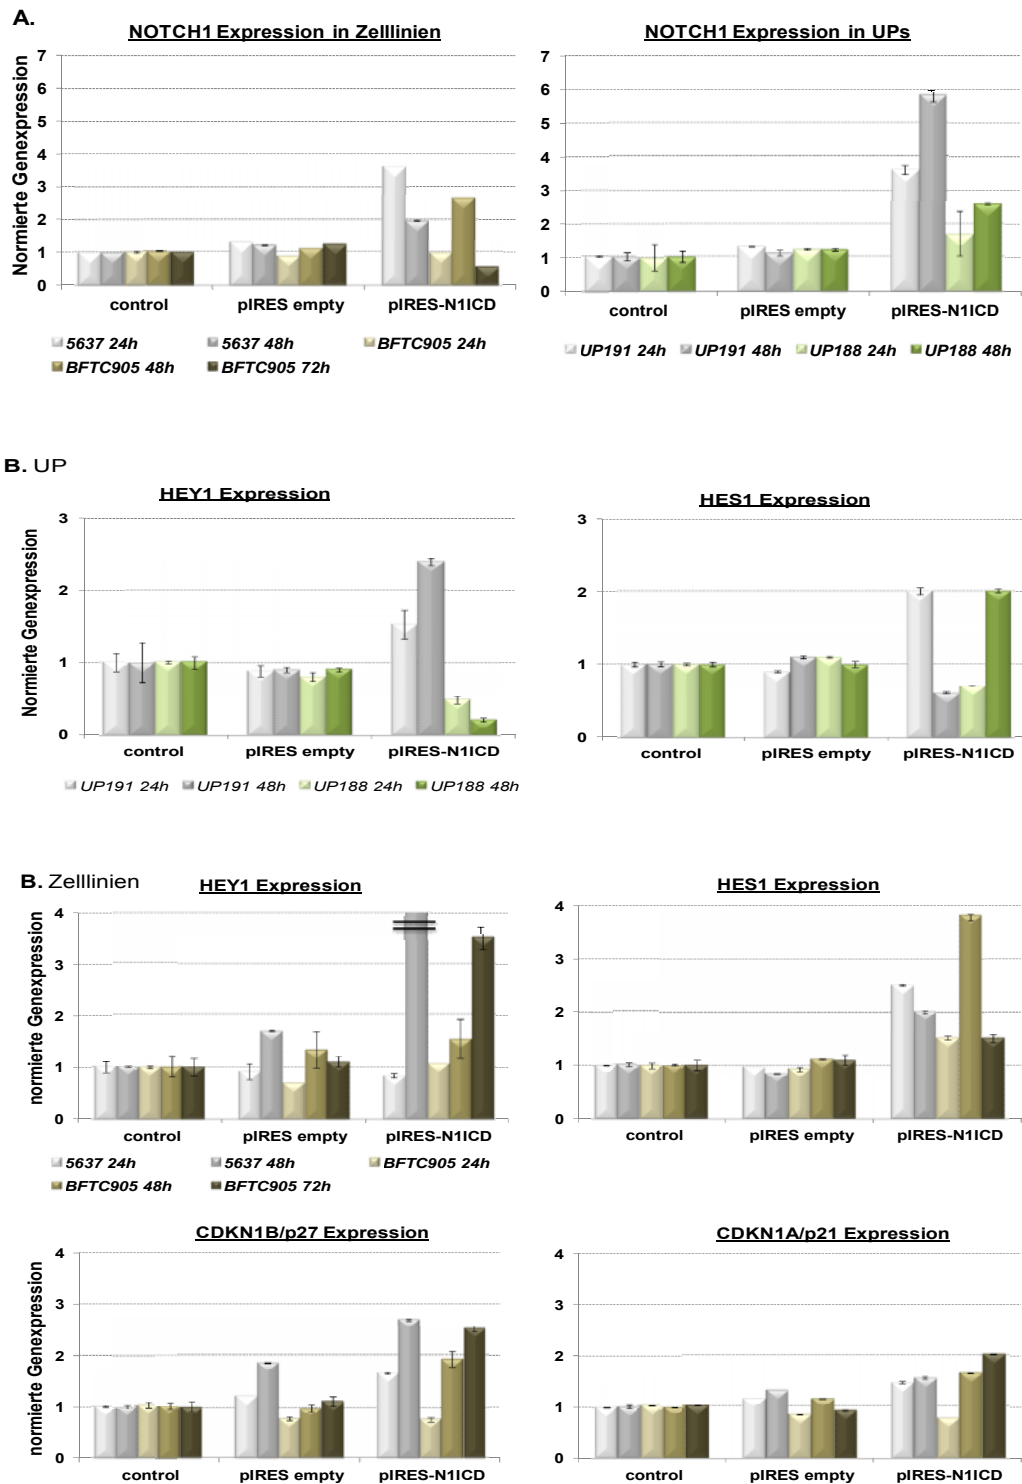 A.
NOTCH1 Expression in Zelllinien
NOTCH1 Expression in UPs
Normierte Genexpression
7
6
5
4
3
2
1
0
control
pIRES empty
pIRES-N1ICD
5637 24h
5637 48h
BFTC905 24h
BFTC905 48h
BFTC905 72h
7
6
5
4
3
2
1
0
control
pIRES empty
pIRES-N1ICD
UP191 24h
UP191 48h
UP188 24h
UP188 48h
B. UP
HEY1 Expression
HES1 Expression
Normierte Genexpression
3
2
1
0
control
pIRES empty
pIRES-N1ICD
UP191 24h
UP191 48h
UP188 24h
UP188 48h
3
2
1
0
control
pIRES empty
pIRES-N1ICD
B. Zelllinien
HEY1 Expression
HES1 Expression
normierte Genexpression
4
3
2
1
0
control
pIRES empty
pIRES-N1ICD
5637 24h
5637 48h
BFTC905 24h
BFTC905 48h
BFTC905 72h
4
3
2
1
0
control
pIRES empty
pIRES-N1ICD
CDKN1B/p27 Expression
CDKN1A/p21 Expression
normierte Genexpression
4
3
2
1
0
control
pIRES empty
pIRES-N1ICD
4
3
2
1
0
control
pIRES empty
pIRES-N1ICD